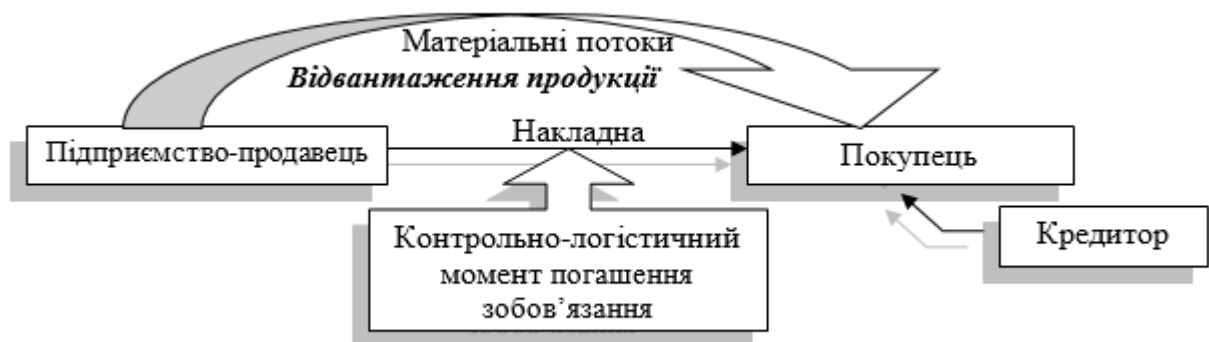 Матеріальні потоки
Відвантаження продукції
Підприємство-продавець
Накладна
Покупець
Контрольно-логістичний
момент погашення
зобов’язання
Кредитор